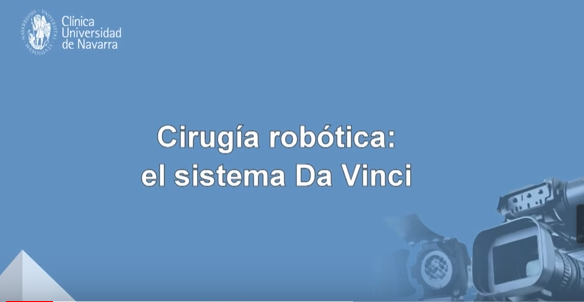 Clínica
Universidad
de Navarra
Cirugía robótica:
el sistema Da Vinci